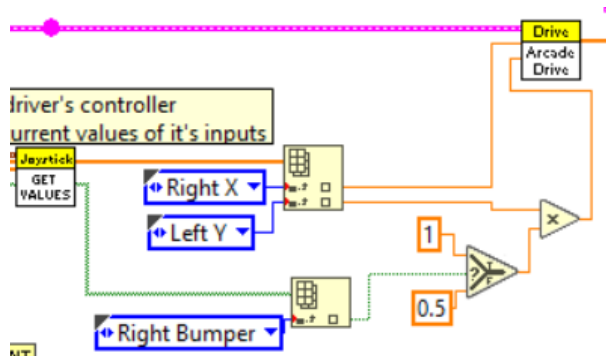 Drive
Arcade
Drive
driver's controller
urrent values of it's inputs
Joystick
GET
VALUES
Right X
Left Y
1
x
?
T
F
0.5
Right Bumper
NT